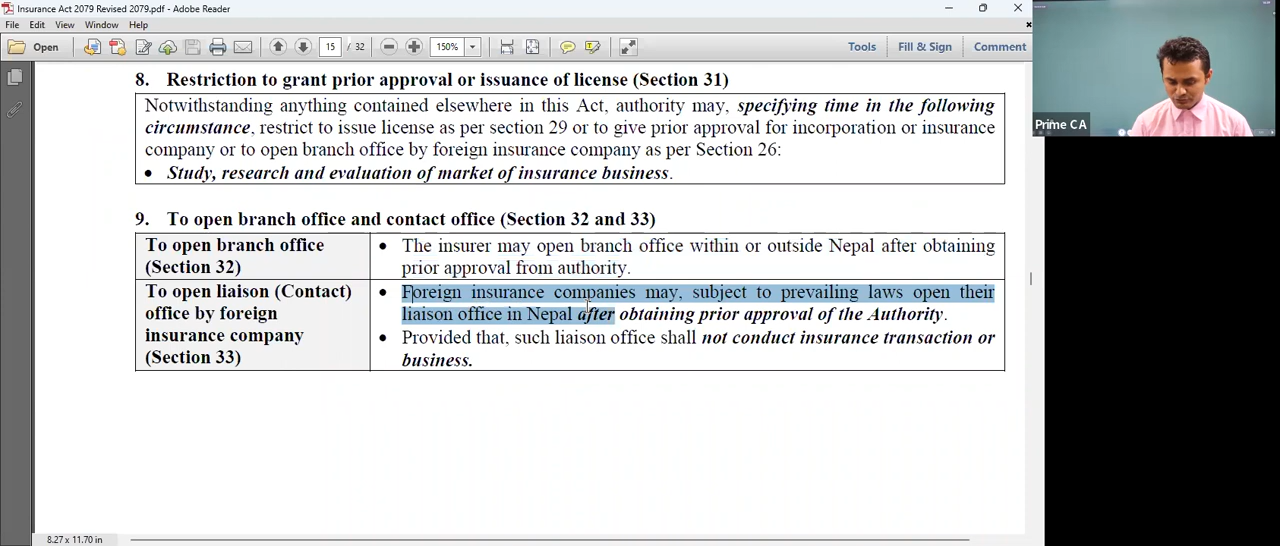 Insurance Act 2079 Revised 2079.pdf - Adobe Reader
File Edit View Window Help
Open 15 / 32 150% Tools Fill & Sign Comment
8. Restriction to grant prior approval or issuance of license (Section 31)
Notwithstanding anything contained elsewhere in this Act, authority may, specifying time in the following
circumstance, restrict to issue license as per section 29 or to give prior approval for incorporation or insurance
company or to open branch office by foreign insurance company as per Section 26:
• Study, research and evaluation of market of insurance business.
9. To open branch office and contact office (Section 32 and 33)
To open branch office
(Section 32)
• The insurer may open branch office within or outside Nepal after obtaining
prior approval from authority.
To open liaison (Contact)
office by foreign
insurance company
(Section 33)
• Foreign insurance companies may, subject to prevailing laws open their
liaison office in Nepal after obtaining prior approval of the Authority.
• Provided that, such liaison office shall not conduct insurance transaction or
business.
8.27 x 11.70 in
Prime CA